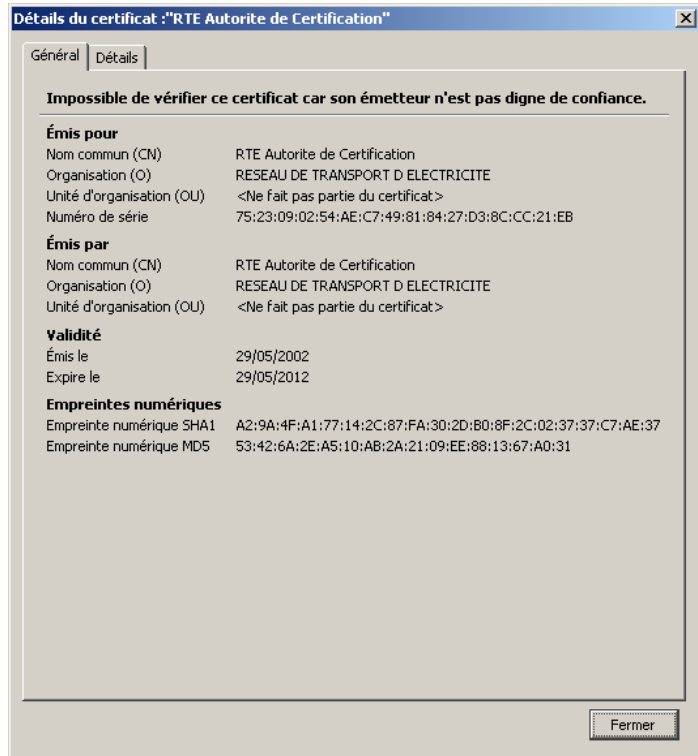 Détails du certificat :"RTE Autorite de Certification"
Général Détails
Impossible de vérifier ce certificat car son émetteur n'est pas digne de confiance.
Émis pour
Nom commun (CN) RTE Autorite de Certification
Organisation (O) RESEAU DE TRANSPORT D ELECTRICITE
Unité d'organisation (OU) <Ne fait pas partie du certificat>
Numéro de série 75:23:09:02:54:AE:C7:49:81:84:27:D3:8C:CC:21:EB
Émis par
Nom commun (CN) RTE Autorite de Certification
Organisation (O) RESEAU DE TRANSPORT D ELECTRICITE
Unité d'organisation (OU) <Ne fait pas partie du certificat>
Validité
Émis le 29/05/2002
Expire le 29/05/2012
Empreintes numériques
Empreinte numérique SHA1 A2:9A:4F:A1:77:14:2C:87:FA:30:2D:B0:8F:2C:02:37:37:C7:AE:37
Empreinte numérique MD5 53:42:6A:2E:A5:10:AB:2A:21:09:EE:88:13:67:A0:31
Fermer